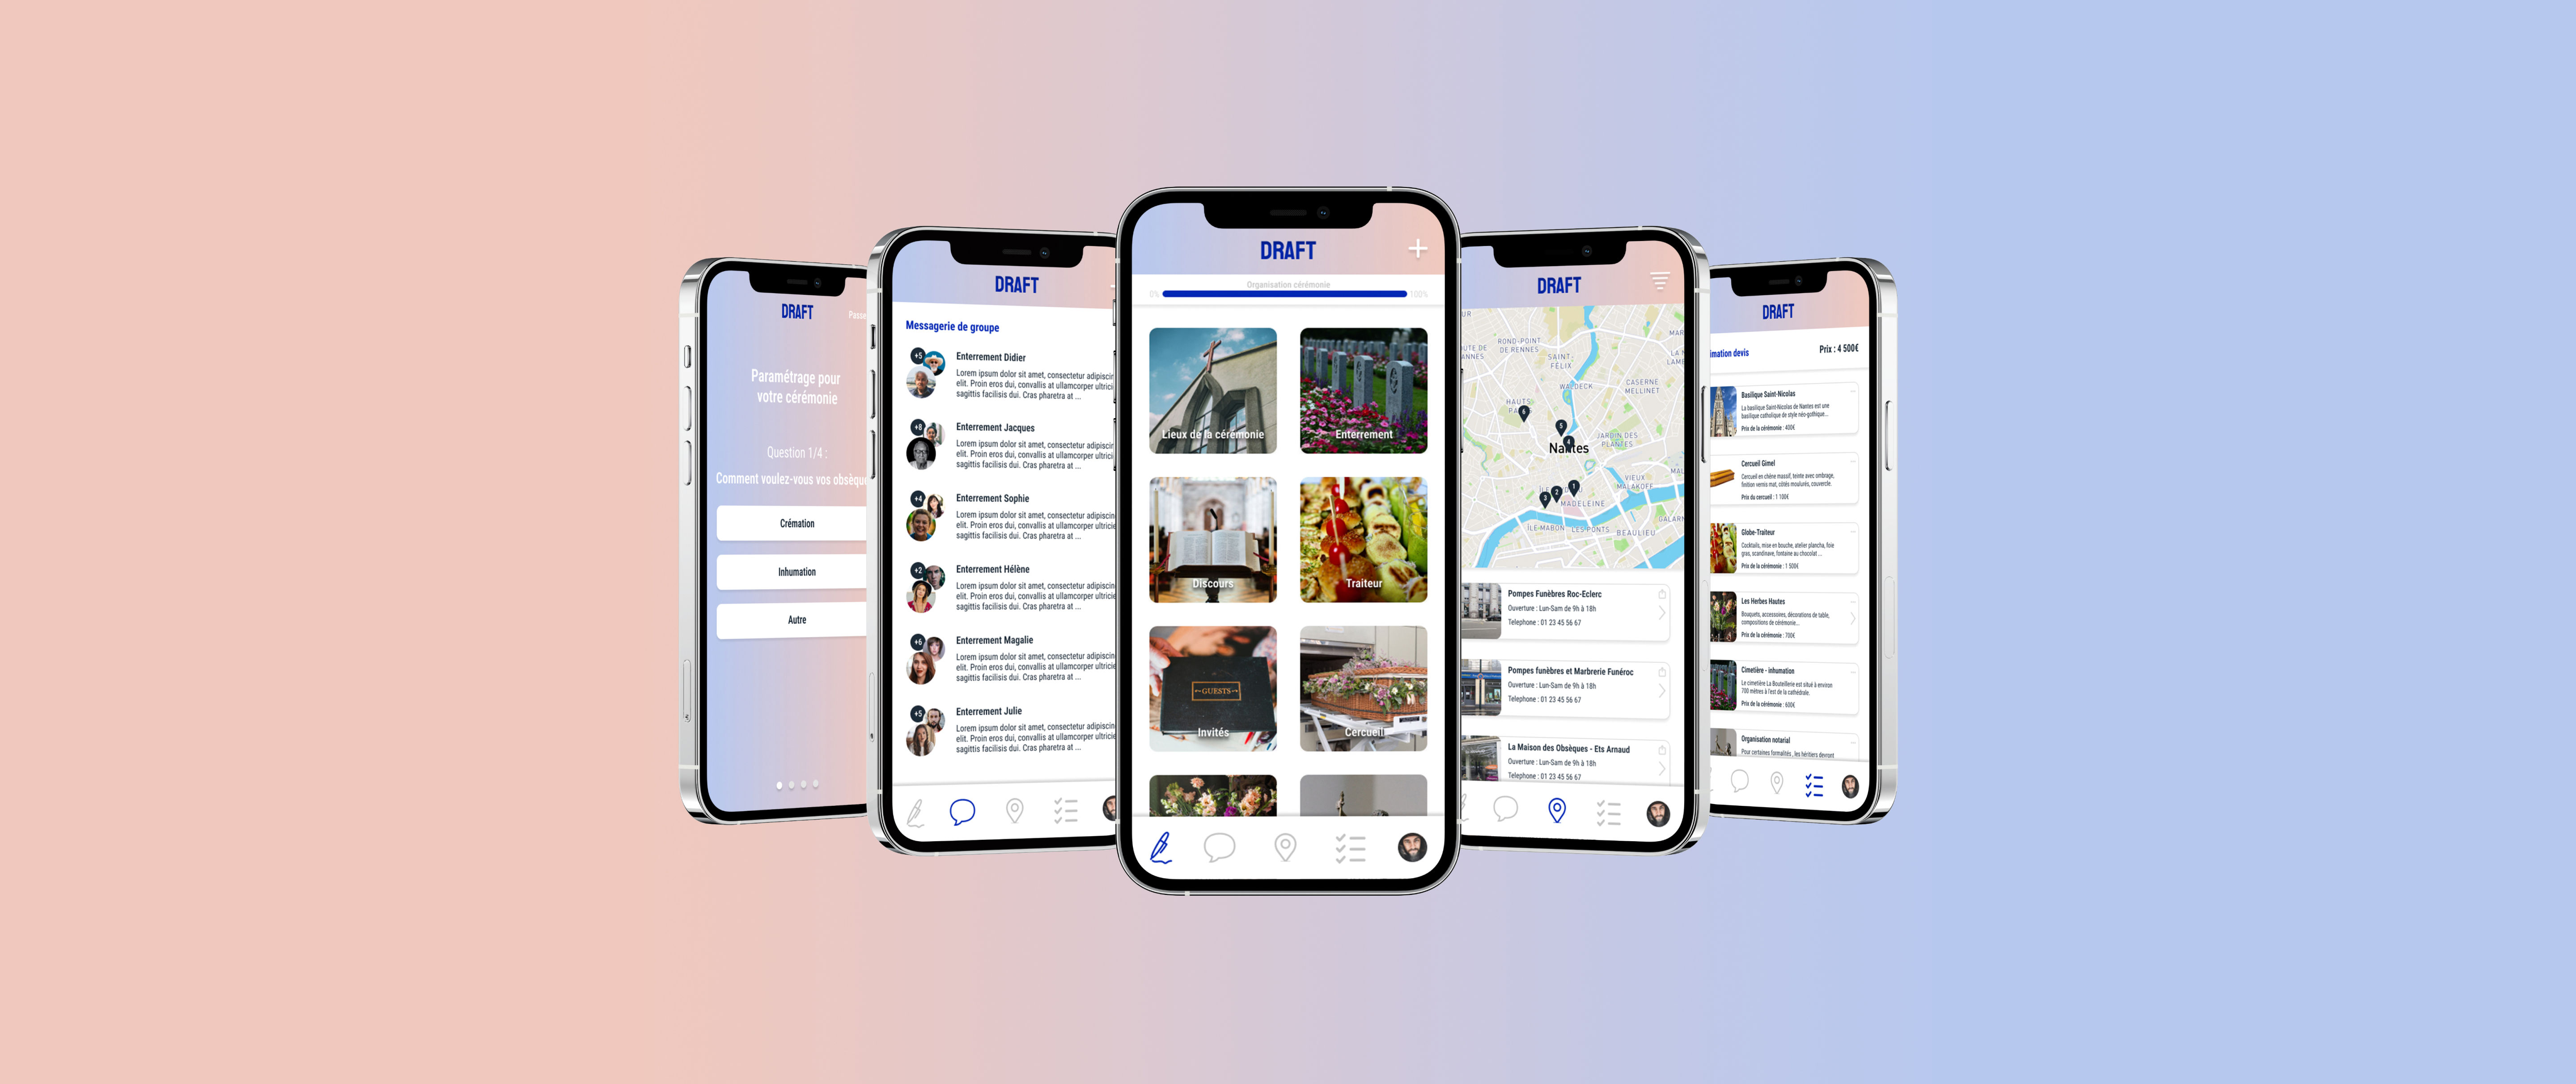 DRAFT
Passe
Paramétrage pour
votre cérémonie
Question 1/4 :
Comment voulez-vous vos obsèque
Crémation
Inhumation
Autre
DRAFT
Messagerie de groupe
+5
Enterrement Didier
Lorem ipsum dolor sit amet, consectetur adipiscin
elit. Proin eros dui, convallis at ullamcorper ultricie
sagittis facilisis dui. Cras pharetra at ...
+8
Enterrement Jacques
Lorem ipsum dolor sit amet, consectetur adipiscin
elit. Proin eros dui, convallis at ullamcorper ultricie
sagittis facilisis dui. Cras pharetra at ...
+4
Enterrement Sophie
Lorem ipsum dolor sit amet, consectetur adipiscin
elit. Proin eros dui, convallis at ullamcorper ultricie
sagittis facilisis dui. Cras pharetra at ...
+2
Enterrement Hélène
Lorem ipsum dolor sit amet, consectetur adipiscin
elit. Proin eros dui, convallis at ullamcorper ultricie
sagittis facilisis dui. Cras pharetra at ...
+6
Enterrement Magalie
Lorem ipsum dolor sit amet, consectetur adipiscin
elit. Proin eros dui, convallis at ullamcorper ultricie
sagittis facilisis dui. Cras pharetra at ...
+5
Enterrement Julie
Lorem ipsum dolor sit amet, consectetur adipiscin
elit. Proin eros dui, convallis at ullamcorper ultricie
sagittis facilisis dui. Cras pharetra at ...
DRAFT
Organisation cérémonie
0% 100%
Lieux de la cérémonie
Enterrement
Discours
Traiteur
GUESTS
Invités
Cercueil
DRAFT
ROND-POINT
DE RENNES
SAINT-
FÉLIX
WALDECK
CASERNE
MELLINET
HAUTS
6
5
4
JARDIN DES
PLANTES
Nantes
VIEUX
MALAKOFF
3 2 1
MADELEINE
ÎLE MABON
LES PONTS
BEAULIEU
Pompes Funèbres Roc-Eclerc
Ouverture : Lun-Sam de 9h à 18h
Telephone : 01 23 45 56 67
Pompes funèbres et Marbrerie Funéroc
Ouverture : Lun-Sam de 9h à 18h
Telephone : 01 23 45 56 67
La Maison des Obsèques - Ets Arnaud
Ouverture : Lun-Sam de 9h à 18h
Telephone : 01 23 45 56 67
DRAFT
imation devis
Prix : 4 500€
Basilique Saint-Nicolas
La basilique Saint-Nicolas de Nantes est une
basilique catholique de style néo-gothique...
Prix de la cérémonie : 400€
Cercueil Gimel
Cercueil en chêne massif, teinte avec ombrage,
finition vernis mat, côtés moulurés, couvercle.
Prix du cercueil : 1 100€
Globe-Traiteur
Cocktails, mise en bouche, atelier plancha, foie
gras, scandinave, fontaine au chocolat ...
Prix de la cérémonie : 1 500€
Les Herbes Hautes
Bouquets, accessoires, décorations de table,
compositions de cérémonie...
Prix de la cérémonie : 700€
Cimetière - inhumation
Le cimetière La Bouteillerie est situé à environ
700 mètres à l'est de la cathédrale.
Prix de la cérémonie : 600€
Organisation notarial
Pour certaines formalités , les héritiers devront